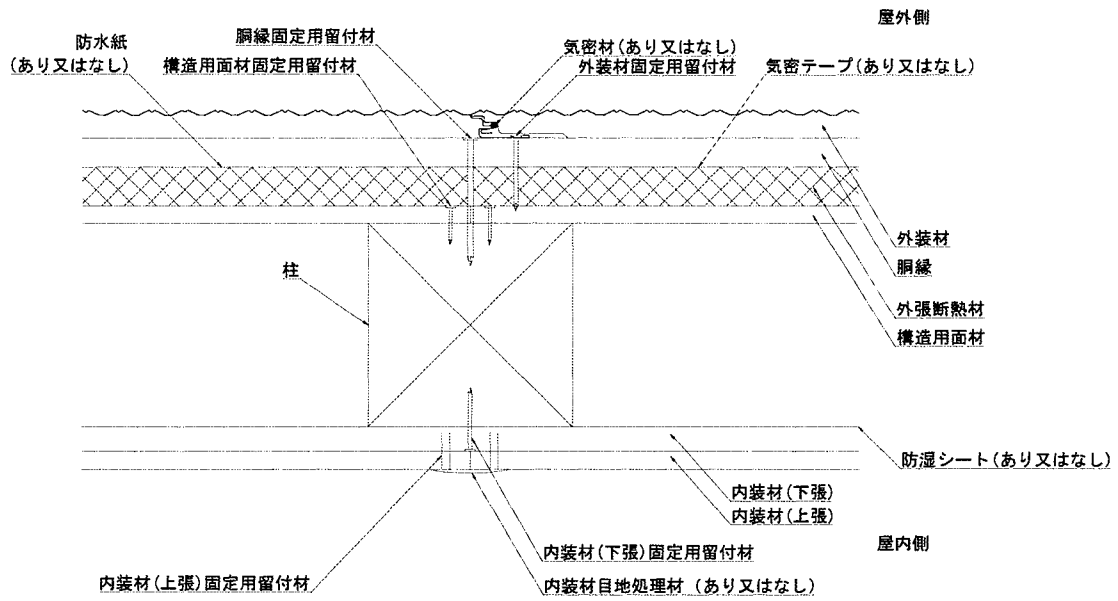 屋外側
防水紙
(あり又はなし)
胴縁固定用留付材
構造用面材固定用留付材
気密材(あり又はなし)
外装材固定用留付材
気密テープ(あり又はなし)
外装材
胴縁
外張断熱材
構造用面材
柱
防湿シート(あり又はなし)
内装材(下張)
内装材(上張)
屋内側
内装材(下張)固定用留付材
内装材(上張)固定用留付材
内装材目地処理材 (あり又はなし)